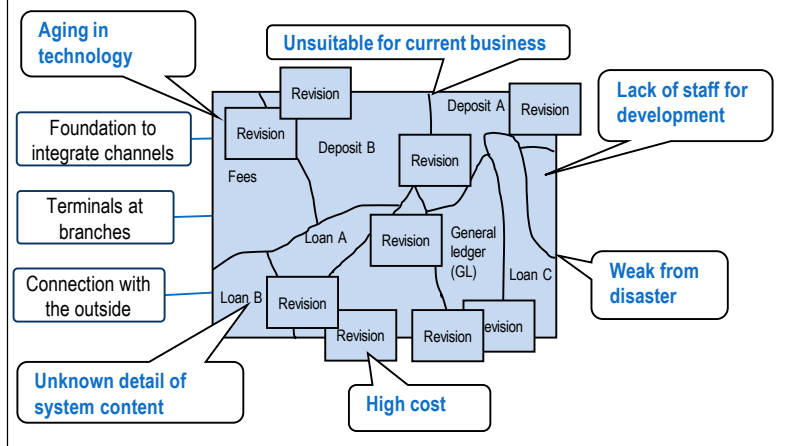 Aging in
technology
Unsuitable for current business
Lack of staff for
development
Revision
Deposit A
Revision
Revision
Foundation to
integrate channels
Deposit B
Revision
Fees
Terminals at
branches
Loan A
Revision
General
ledger
(GL)
Loan C
Weak from
disaster
Connection with
the outside
Loan B
Revision
Revision
Revision
evision
Unknown detail of
system content
High cost